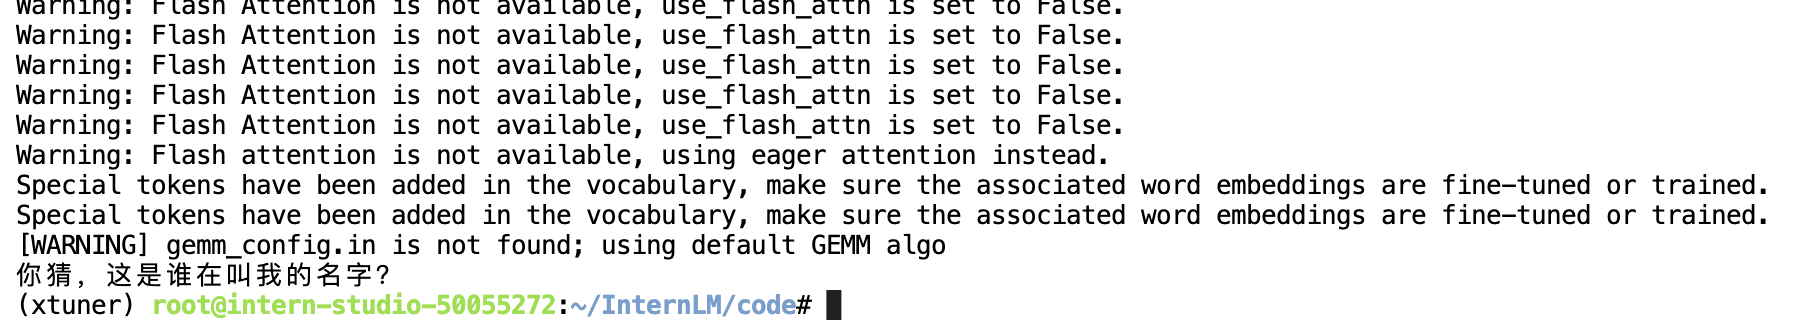 Warning: Flash Attention is not available, use_flash_attn is set to False.
Warning: Flash Attention is not available, use_flash_attn is set to False.
Warning: Flash Attention is not available, use_flash_attn is set to False.
Warning: Flash Attention is not available, use_flash_attn is set to False.
Warning: Flash Attention is not available, use_flash_attn is set to False.
Warning: Flash attention is not available, using eager attention instead.
Special tokens have been added in the vocabulary, make sure the associated word embeddings are fine-tuned or trained.
Special tokens have been added in the vocabulary, make sure the associated word embeddings are fine-tuned or trained.
[WARNING] gemm_config.in is not found; using default GEMM algo
你猜，这是谁在叫我的名字？
(xtuner) root@intern-studio-50055272:~/InternLM/code#